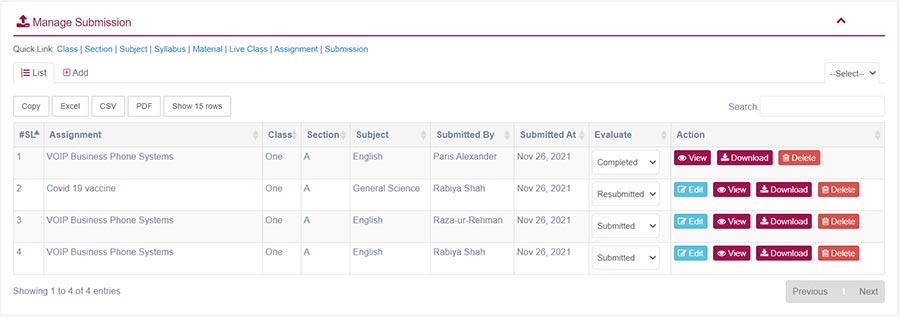 Manage Submission
Quick Link: Class | Section | Subject | Syllabus | Material | Live Class | Assignment | Submission
List Add --Select--
Copy Excel CSV PDF Show 15 rows Search:
#SL Assignment Class Section Subject Submitted By Submitted At Evaluate Action
1 VOIP Business Phone Systems One A English Paris Alexander Nov 26, 2021 Completed View Download Delete
2 Covid 19 vaccine One A General Science Rabiya Shah Nov 26, 2021 Resubmitted Edit View Download Delete
3 VOIP Business Phone Systems One A English Raza-ur-Rehman Nov 26, 2021 Submitted Edit View Download Delete
4 VOIP Business Phone Systems One A English Rabiya Shah Nov 26, 2021 Submitted Edit View Download Delete
Showing 1 to 4 of 4 entries Previous 1 Next